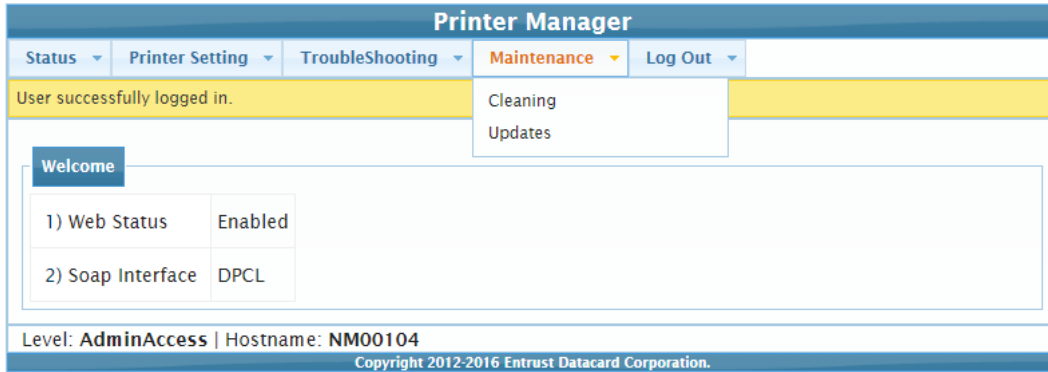 Printer Manager
Status Printer Setting TroubleShooting Maintenance Log Out
User successfully logged in.
Cleaning
Updates
Welcome
1) Web Status Enabled
2) Soap Interface DPCL
Level: AdminAccess | Hostname: NM00104
Copyright 2012-2016 Entrust Datacard Corporation.